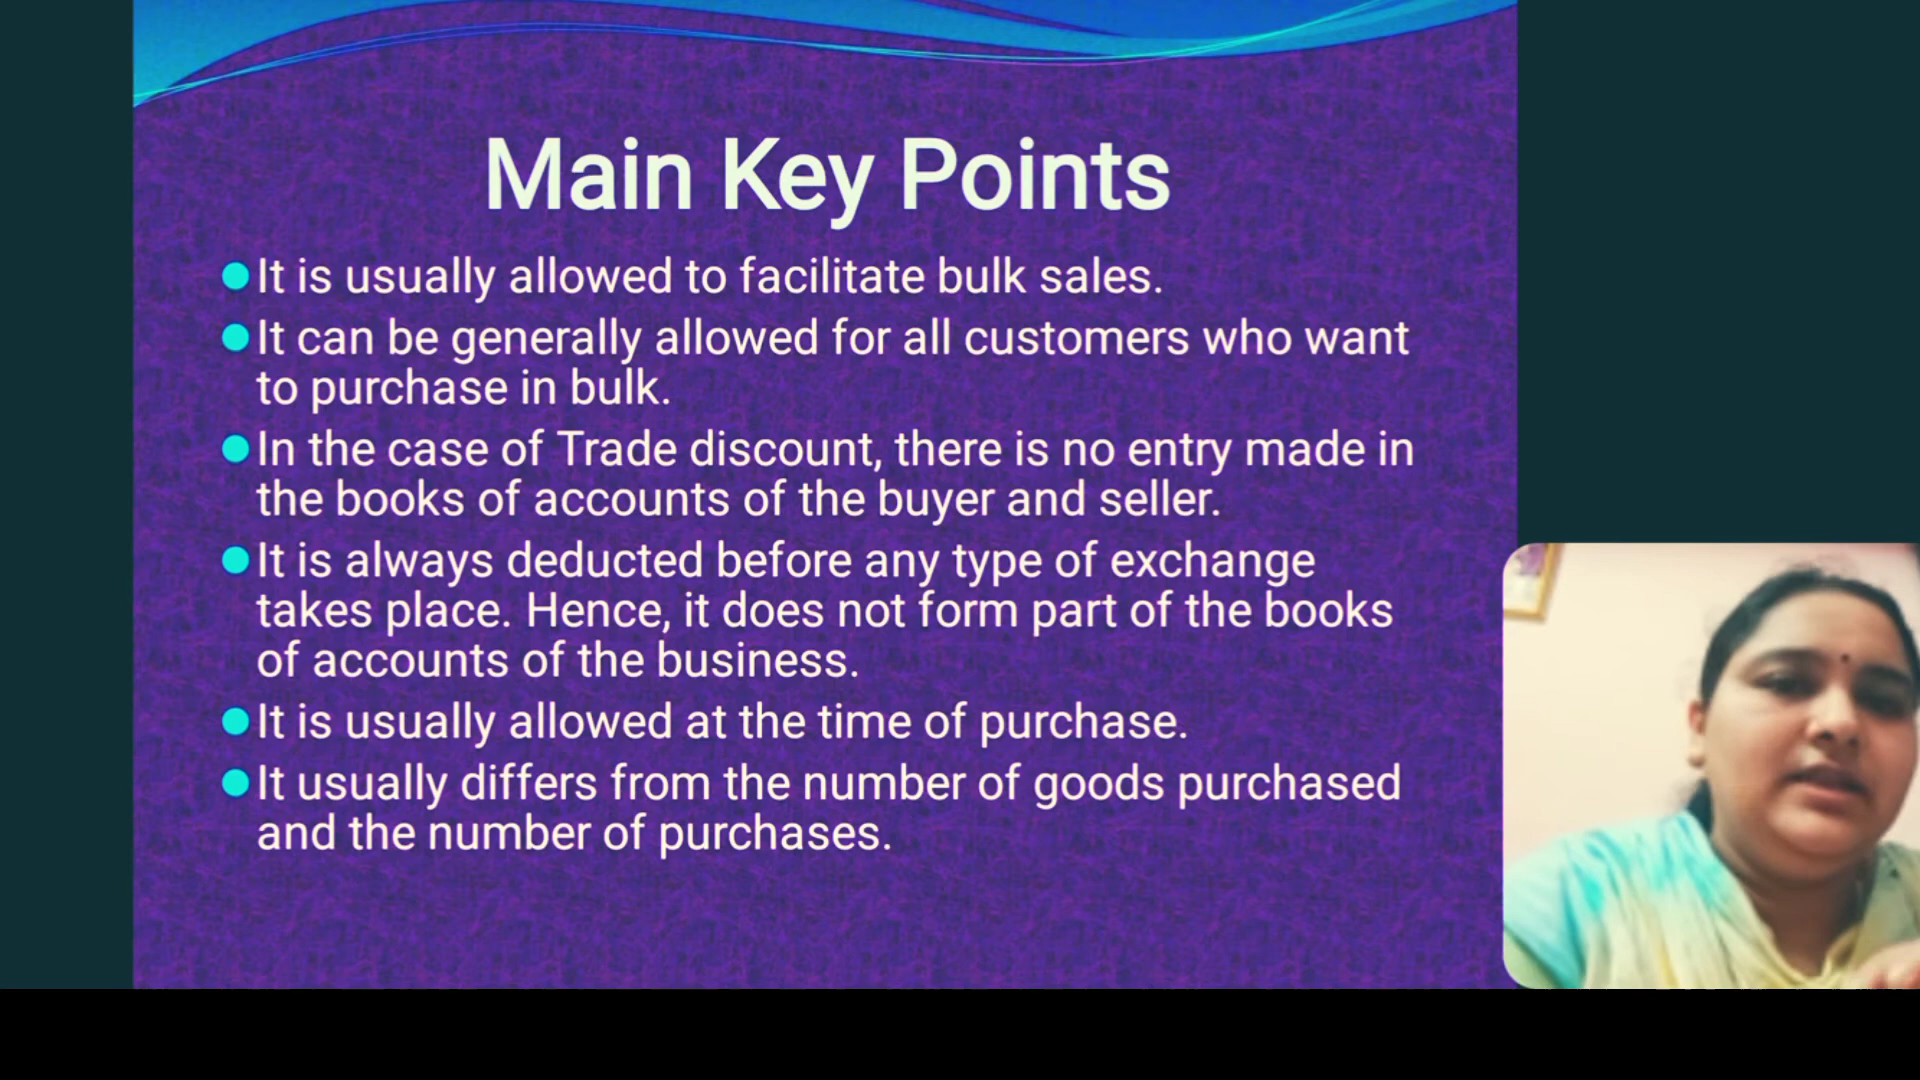 Main Key Points
It is usually allowed to facilitate bulk sales.
It can be generally allowed for all customers who want
to purchase in bulk.
In the case of Trade discount, there is no entry made in
the books of accounts of the buyer and seller.
It is always deducted before any type of exchange
takes place. Hence, it does not form part of the books
of accounts of the business.
It is usually allowed at the time of purchase.
It usually differs from the number of goods purchased
and the number of purchases.